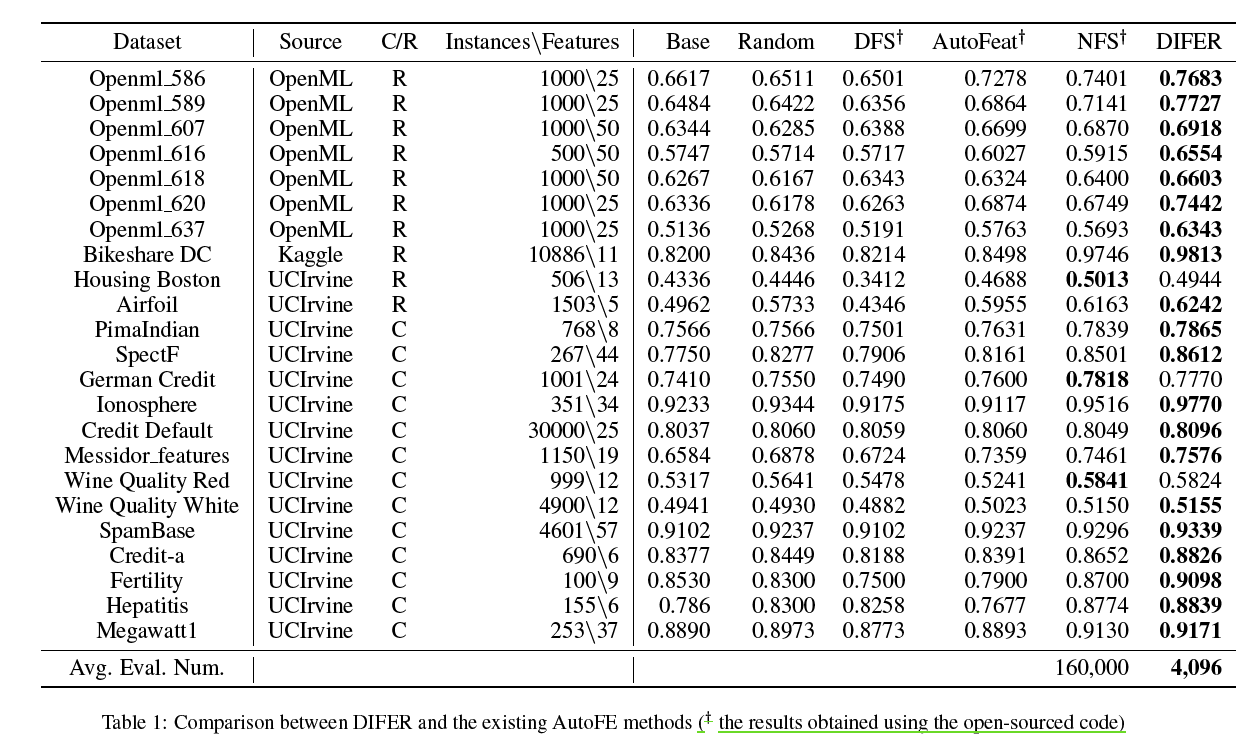 Dataset Source C/R Instances\Features Base Random DFS† AutoFeat† NFS† DIFER
Openml_586 OpenML R 1000\25 0.6617 0.6511 0.6501 0.7278 0.7401 0.7683
Openml_589 OpenML R 1000\25 0.6484 0.6422 0.6356 0.6864 0.7141 0.7727
Openml_607 OpenML R 1000\50 0.6344 0.6285 0.6388 0.6699 0.6870 0.6918
Openml_616 OpenML R 500\50 0.5747 0.5714 0.5717 0.6027 0.5915 0.6554
Openml_618 OpenML R 1000\50 0.6267 0.6167 0.6343 0.6324 0.6400 0.6603
Openml_620 OpenML R 1000\25 0.6336 0.6178 0.6263 0.6874 0.6749 0.7442
Openml_637 OpenML R 1000\25 0.5136 0.5268 0.5191 0.5763 0.5693 0.6343
Bikeshare DC Kaggle R 10886\11 0.8200 0.8436 0.8214 0.8498 0.9746 0.9813
Housing Boston UCIrvine R 506\13 0.4336 0.4446 0.3412 0.4688 0.5013 0.4944
Airfoil UCIrvine R 1503\5 0.4962 0.5733 0.4346 0.5955 0.6163 0.6242
PimaIndian UCIrvine C 768\8 0.7566 0.7566 0.7501 0.7631 0.7839 0.7865
SpectF UCIrvine C 267\44 0.7750 0.8277 0.7906 0.8161 0.8501 0.8612
German Credit UCIrvine C 1001\24 0.7410 0.7550 0.7490 0.7600 0.7818 0.7770
Ionosphere UCIrvine C 351\34 0.9233 0.9344 0.9175 0.9117 0.9516 0.9770
Credit Default UCIrvine C 30000\25 0.8037 0.8060 0.8059 0.8060 0.8049 0.8096
Messidor_features UCIrvine C 1150\19 0.6584 0.6878 0.6724 0.7359 0.7461 0.7576
Wine Quality Red UCIrvine C 999\12 0.5317 0.5641 0.5478 0.5241 0.5841 0.5824
Wine Quality White UCIrvine C 4900\12 0.4941 0.4930 0.4882 0.5023 0.5150 0.5155
SpamBase UCIrvine C 4601\57 0.9102 0.9237 0.9102 0.9237 0.9296 0.9339
Credit-a UCIrvine C 690\6 0.8377 0.8449 0.8188 0.8391 0.8652 0.8826
Fertility UCIrvine C 100\9 0.8530 0.8300 0.7500 0.7900 0.8700 0.9098
Hepatitis UCIrvine C 155\6 0.786 0.8300 0.8258 0.7677 0.8774 0.8839
Megawatt1 UCIrvine C 253\37 0.8890 0.8973 0.8773 0.8893 0.9130 0.9171
Avg. Eval. Num. 160,000 4,096
Table 1: Comparison between DIFER and the existing AutoFE methods († the results obtained using the open-sourced code)